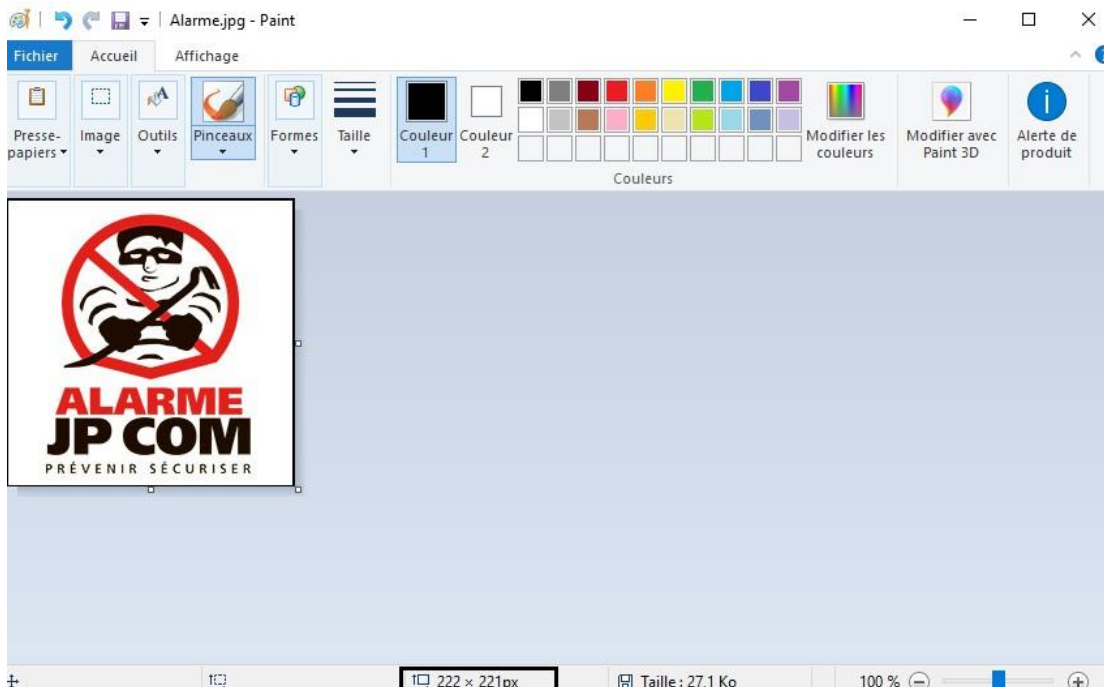 Alarme.jpg - Paint
Fichier Accueil Affichage
Presse-papiers Image Outils Pinceaux Formes Taille Couleur 1 Couleur 2 Modifier les couleurs Modifier avec Paint 3D Alerte de produit
Couleurs
ALARME
JP COM
PRÉVENIR SÉCURISER
222 × 221px Taille : 27,1 Ko 100 %